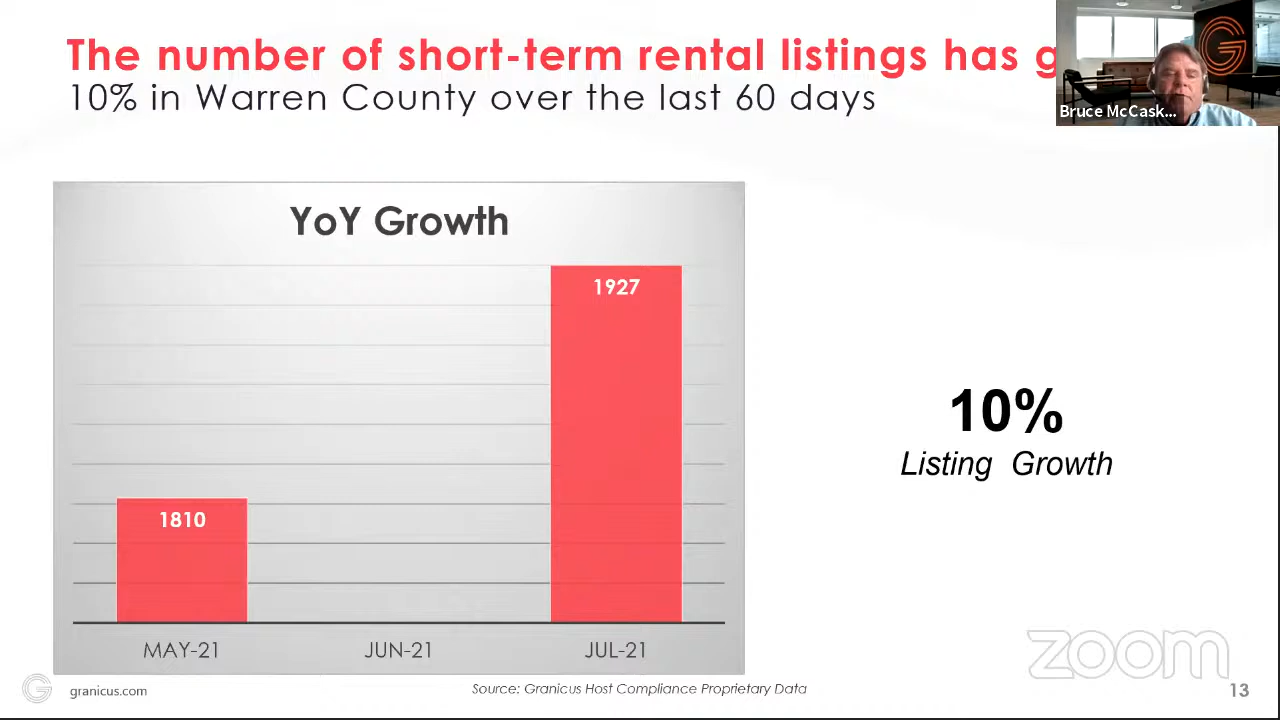 The number of short-term rental listings has g
10% in Warren County over the last 60 days
Bruce McCask...
YoY Growth
1927
1810
MAY-21
JUN-21
JUL-21
10%
Listing Growth
zoom
granicus.com
Source: Granicus Host Compliance Proprietary Data
13